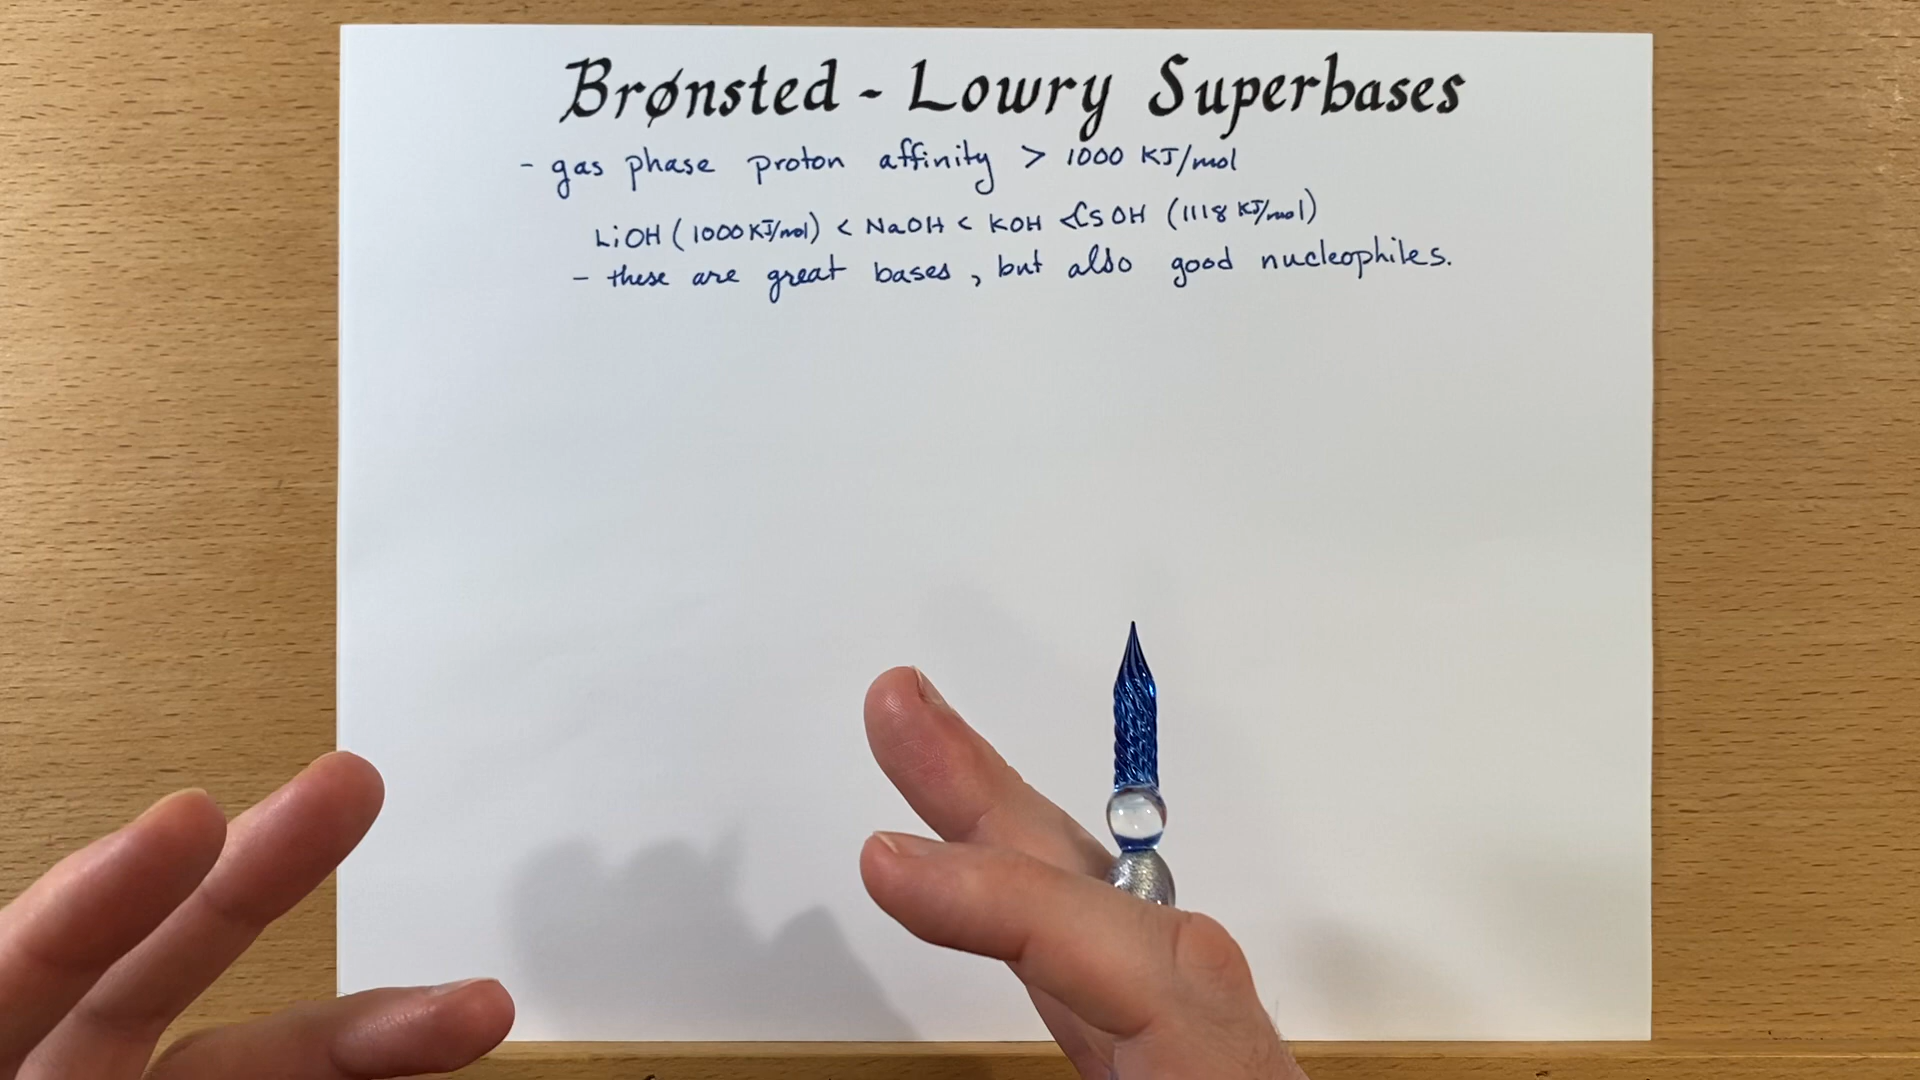 Brønsted - Lowry Superbases
- gas phase proton affinity > 1000 KJ/mol
LiOH (1000 KJ/mol) < NaOH < KOH < CsOH (1118 KJ/mol)
- these are great bases, but also good nucleophiles.